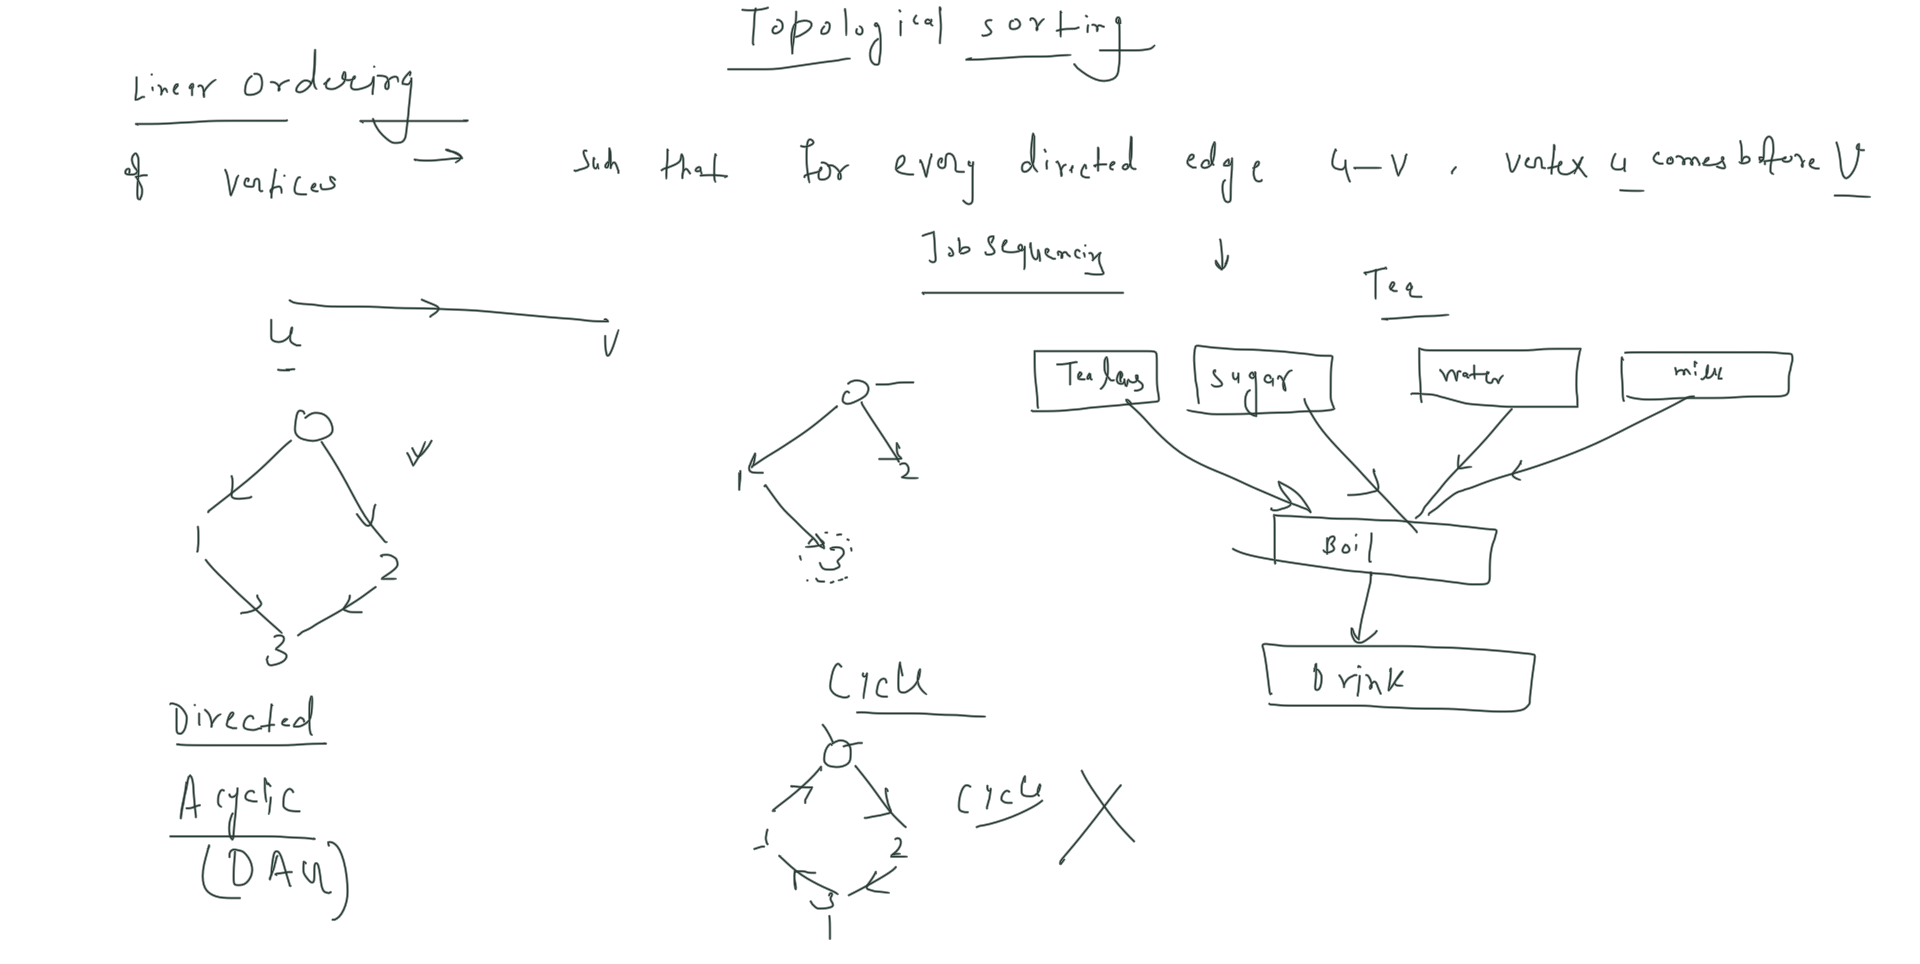 Topological sorting
Linear ordering
of vertices → such that for every directed edge u-v, vertex u comes before v
Job Sequencing ↓
Tea
u v
Tea leaves sugar water milk
0
1
2
3
0
1
2
3
Boil
Drink
Directed
Acyclic
(DAG)
Cycle
0
1
2
3
Cycle X